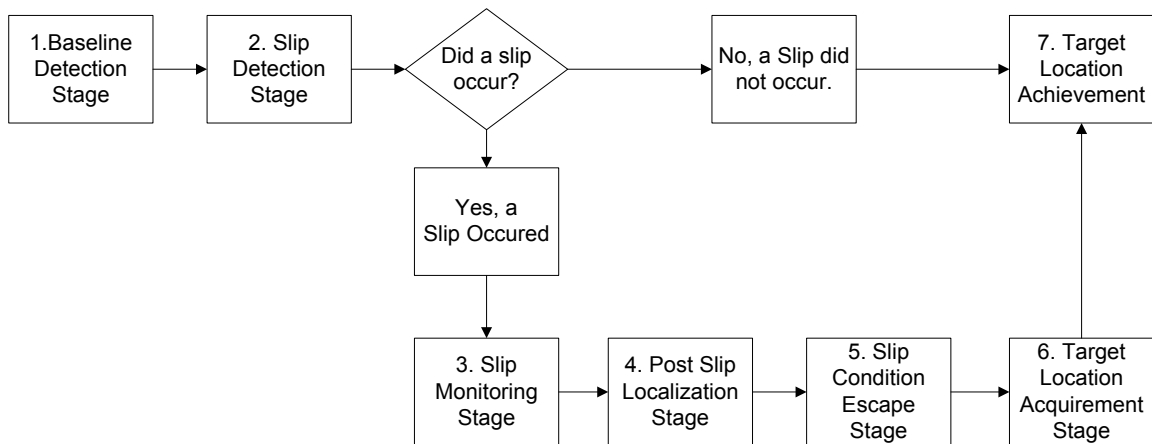 1.Baseline
Detection
Stage
2. Slip
Detection
Stage
Did a slip
occur?
No, a Slip did
not occur.
7. Target
Location
Achievement
Yes, a
Slip Occured
3. Slip
Monitoring
Stage
4. Post Slip
Localization
Stage
5. Slip
Condition
Escape
Stage
6. Target
Location
Acquirement
Stage